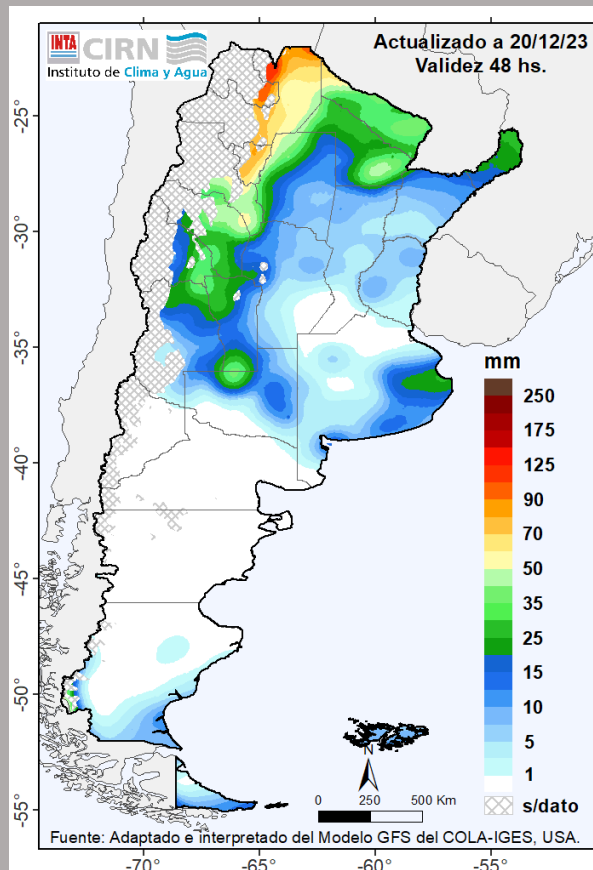 INTA CIRN
Instituto de Clima y Agua
Actualizado a 20/12/23
Validez 48 hs.
-25°
-30°
-35°
-40°
-45°
-50°
-55°
mm
250
175
125
90
70
50
35
25
15
10
5
1
s/dato
N
0 250 500 Km
Fuente: Adaptado e interpretado del Modelo GFS del COLA-IGES, USA.
-70° -65° -60° -55°